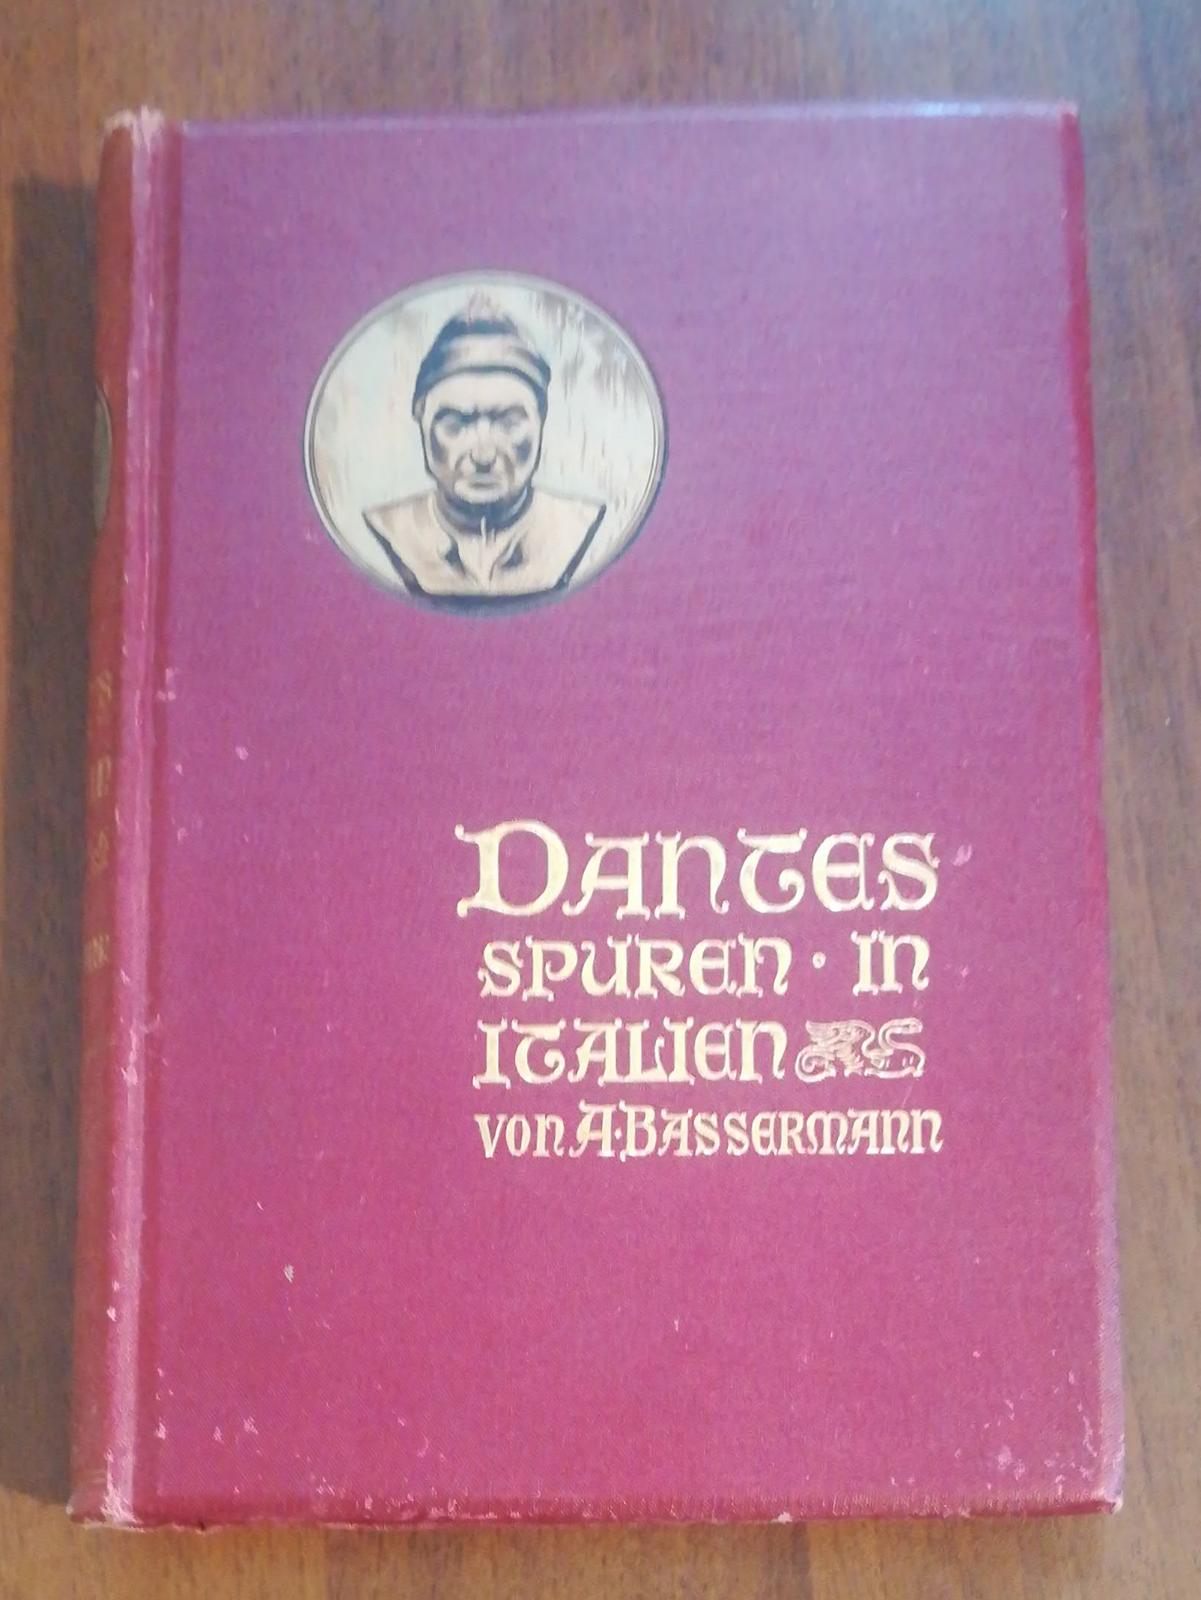 DANTES
SPUREN · IN
ITALIEN
VON A·BASSERMANN